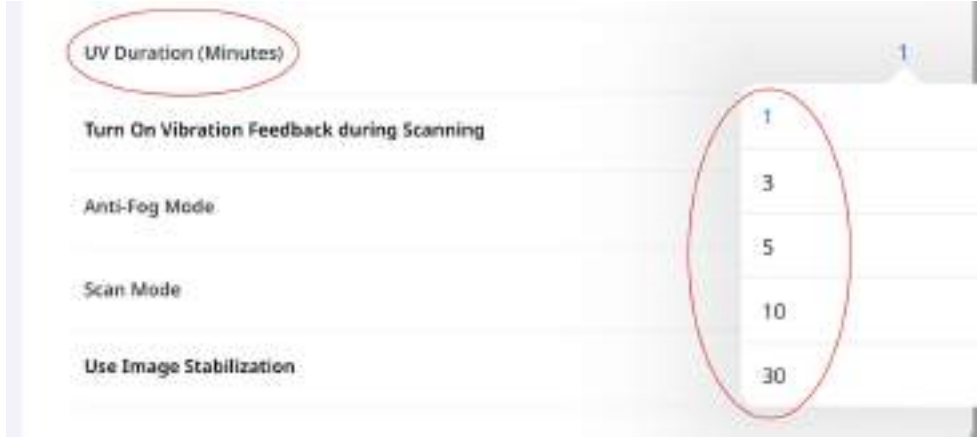 UV Duration (Minutes)
1
Turn On Vibration Feedback during Scanning
Anti-Fog Mode
Scan Mode
Use Image Stabilization
1
3
5
10
30